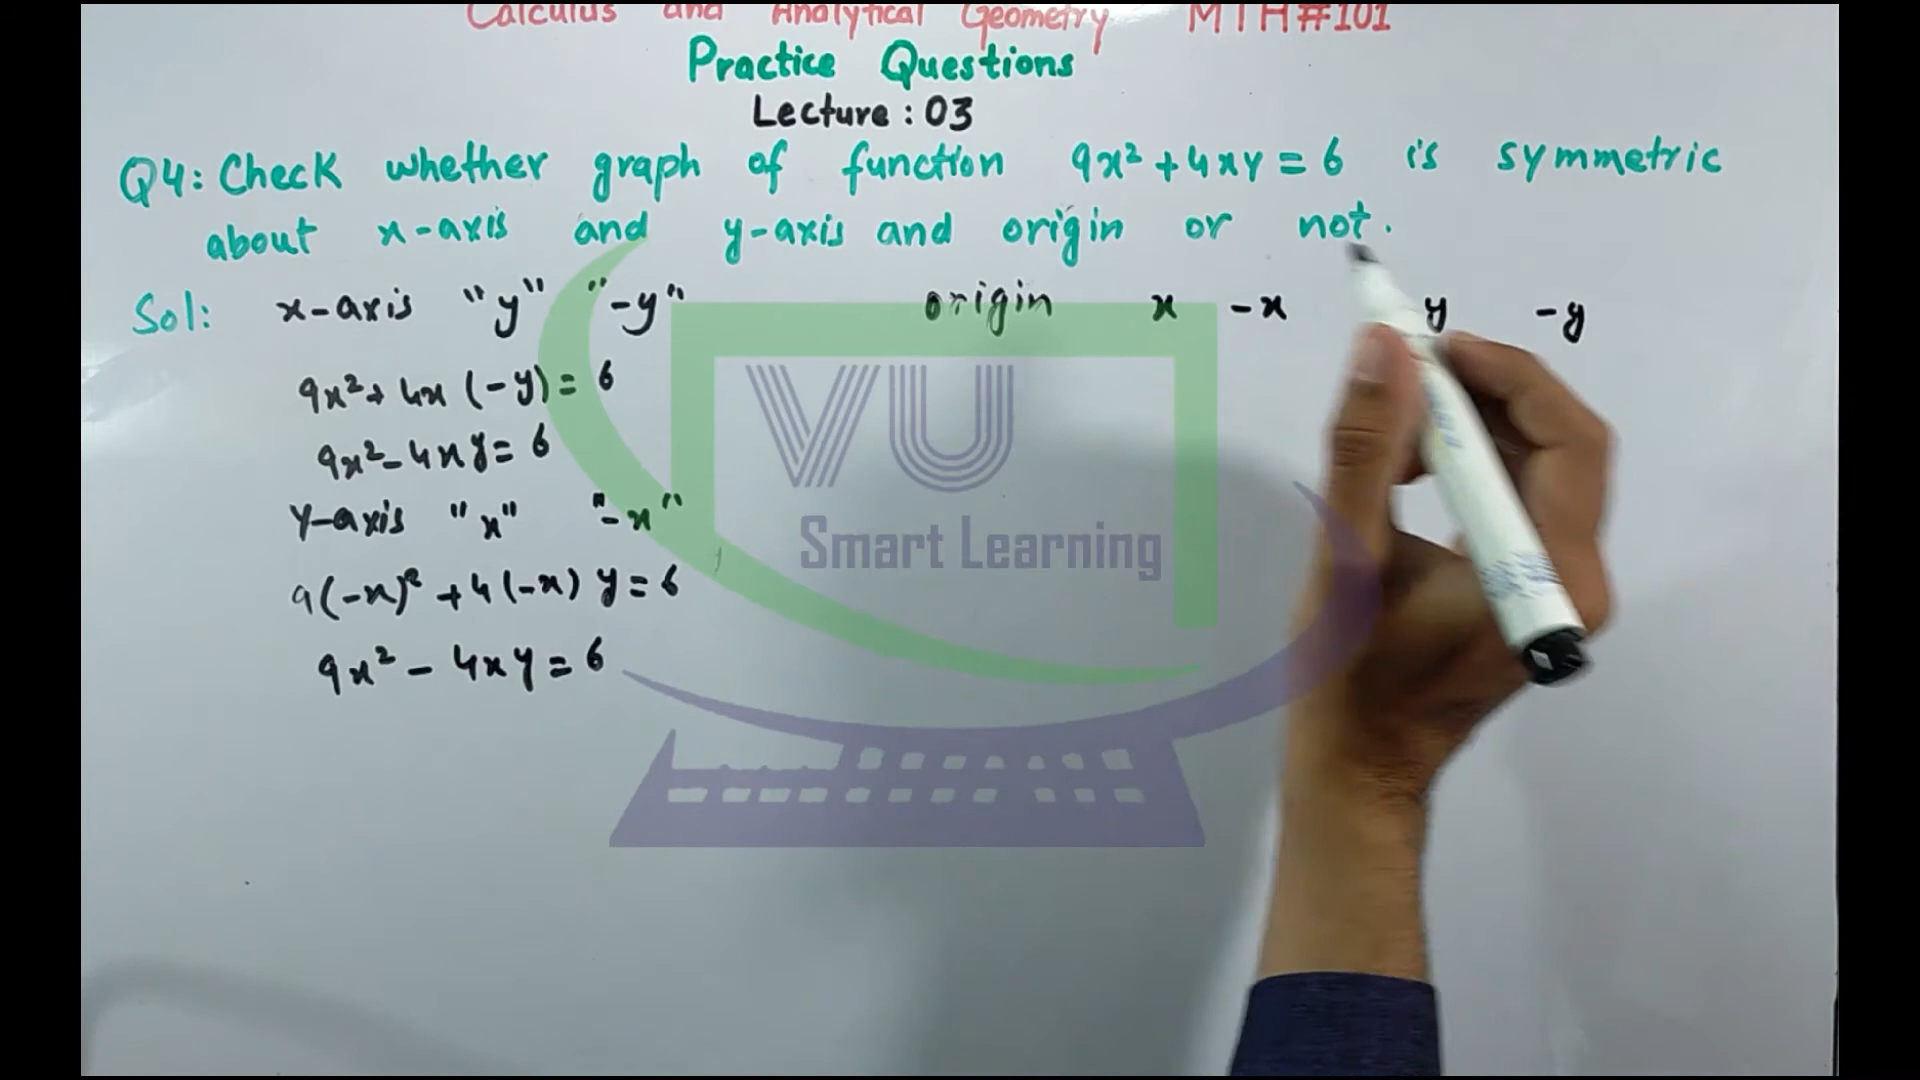 Calculus and Analytical Geometry MTH#101
Practice Questions
Lecture : 03
Q4: Check whether graph of function 9x² + 4xy = 6 is symmetric
about x-axis and y-axis and origin or not.
Sol: x-axis "y" "-y"
9x² + 4x (-y) = 6
9x² - 4xy = 6
Y-axis "x" "-x"
9(-x)² + 4(-x) y = 6
9x² - 4xy = 6
origin x -x y -y
VU
Smart Learning